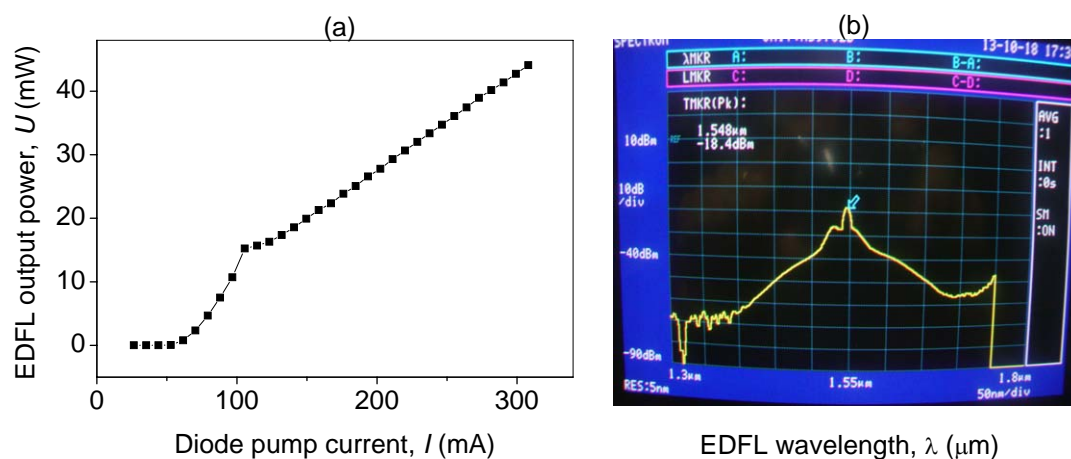 (a)
EDFL output power, U (mW)
40
30
20
10
0
0
100
200
300
Diode pump current, I (mA)
(b)
SPECTRUM
13-10-18 17:3
λMKR A: B: B-A:
LMKR C: D: C-D:
TMKR(Pk):
1.548µm
-18.4dBm
10dBm
REF
10dB
/div
-40dBm
-90dBm
AVG
:1
INT
:0s
SM
:ON
1.3µm
1.55µm
1.8µm
RES:5nm
50nm/div
EDFL wavelength, λ (µm)